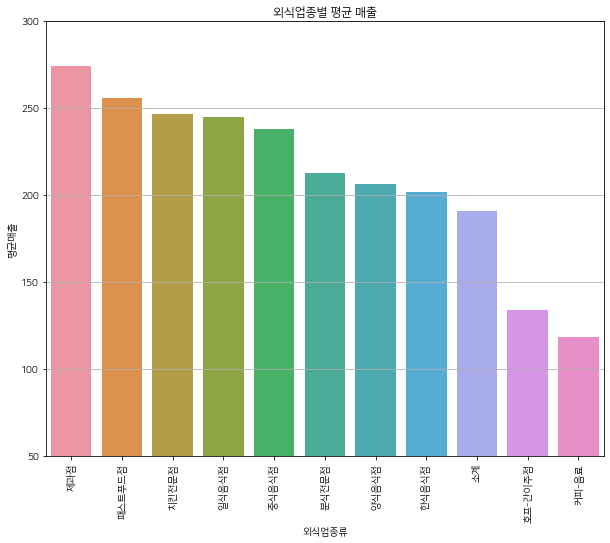 외식업종별 평균 매출
300
250
200
150
100
50
평균매출
제과점
패스트푸드점
치킨전문점
일식음식점
중식음식점
분식전문점
양식음식점
한식음식점
소계
호프-간이주점
커피-음료
외식업종류